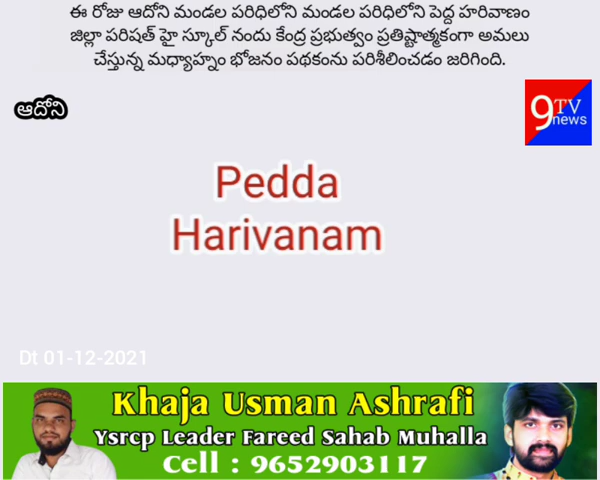 ఈ రోజు ఆదోని మండల పరిధిలోని మండల పరిధిలోని పెద్ద హరివాణం
జిల్లా పరిషత్ హై స్కూల్ నందు కేంద్ర ప్రభుత్వం ప్రతిష్టాత్మకంగా అమలు
చేస్తున్న మధ్యాహ్నం భోజనం పథకంను పరిశీలించడం జరిగింది.
ఆదోని
9TV
news
Pedda
Harivanam
Dt 01-12-2021
Khaja Usman Ashrafi
Ysrcp Leader Fareed Sahab Muhalla
Cell : 9652903117